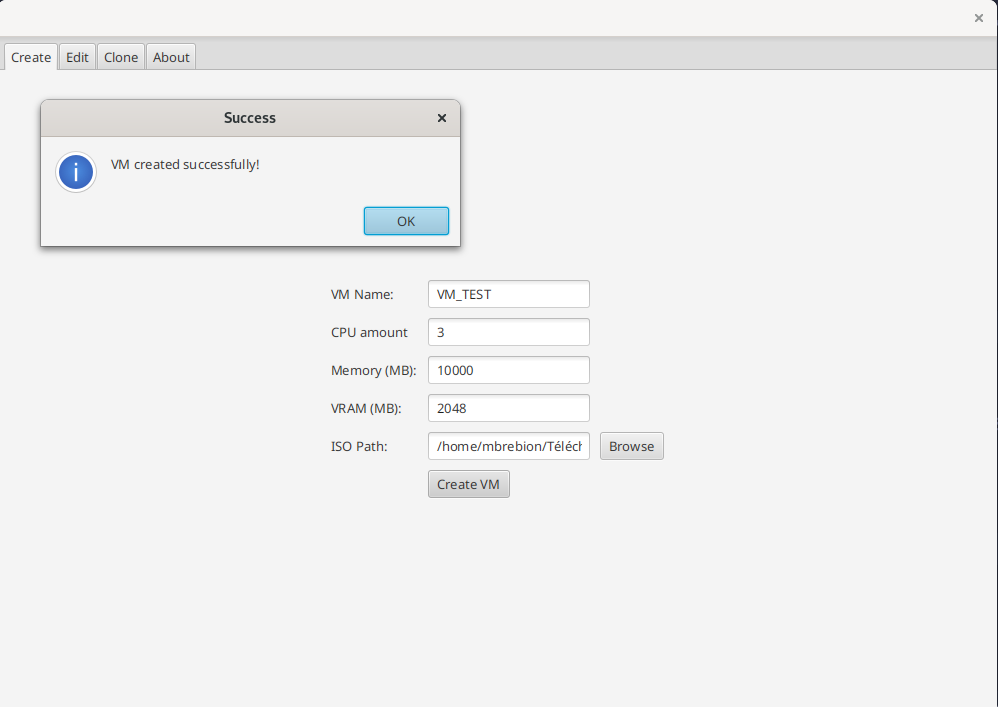 Create Edit Clone About
Success
VM created successfully!
OK
VM Name: VM_TEST
CPU amount 3
Memory (MB): 10000
VRAM (MB): 2048
ISO Path: /home/mbrebion/Téléch Browse
Create VM